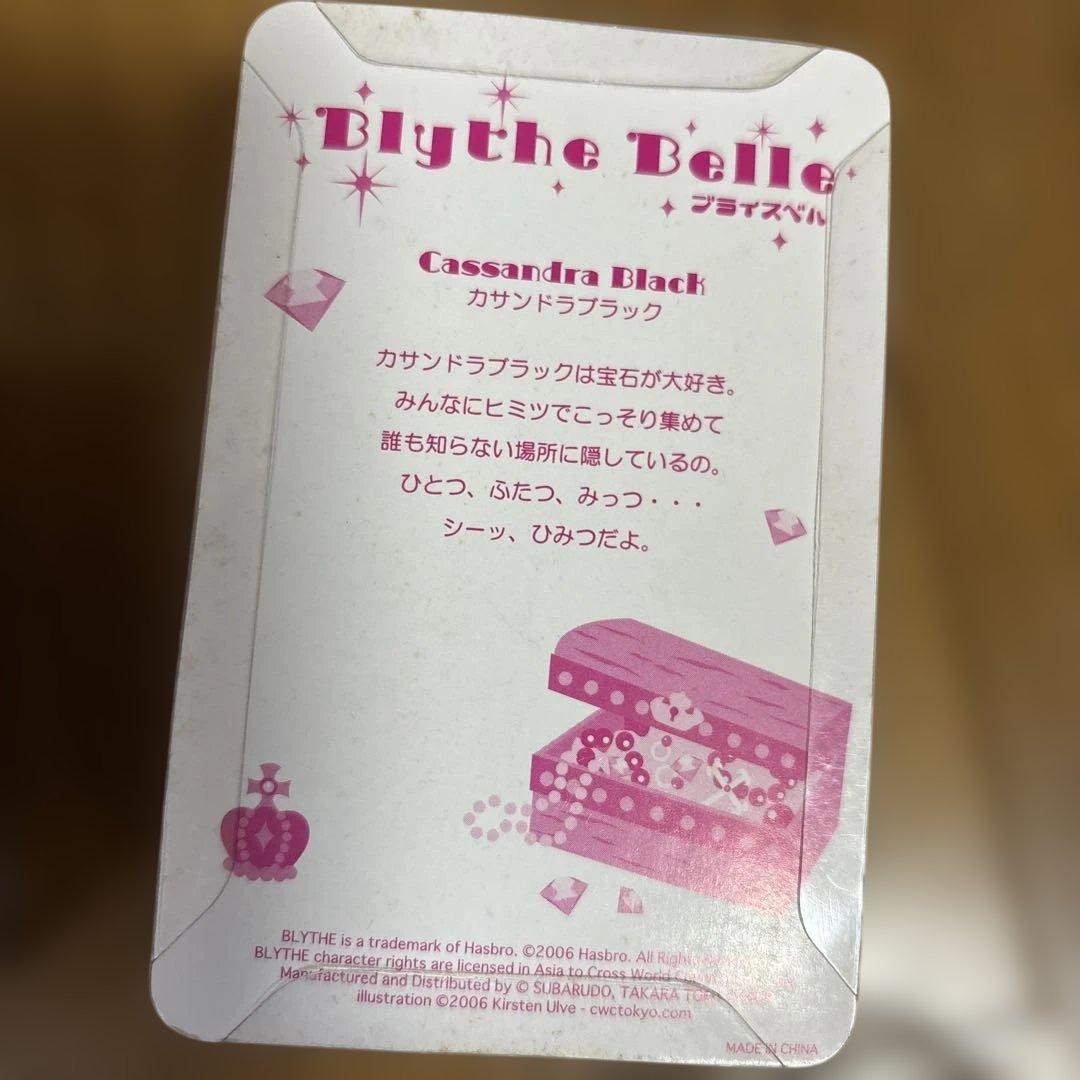 Blythe Belle
ブライスベル
Cassandra Black
カサンドラブラック
カサンドラブラックは宝石が大好き。
みんなにヒミツでこっそり集めて
誰も知らない場所に隠しているの。
ひとつ、ふたつ、みっつ・・・
シーッ、ひみつだよ。
BLYTHE is a trademark of Hasbro. ©2006 Hasbro. All Rights
BLYTHE character rights are licensed in Asia to Cross World
Manufactured and Distributed by © SUBARUDO, TAKARA
illustration ©2006 Kirsten Ulve - cwctokyo.com
MADE IN CHINA